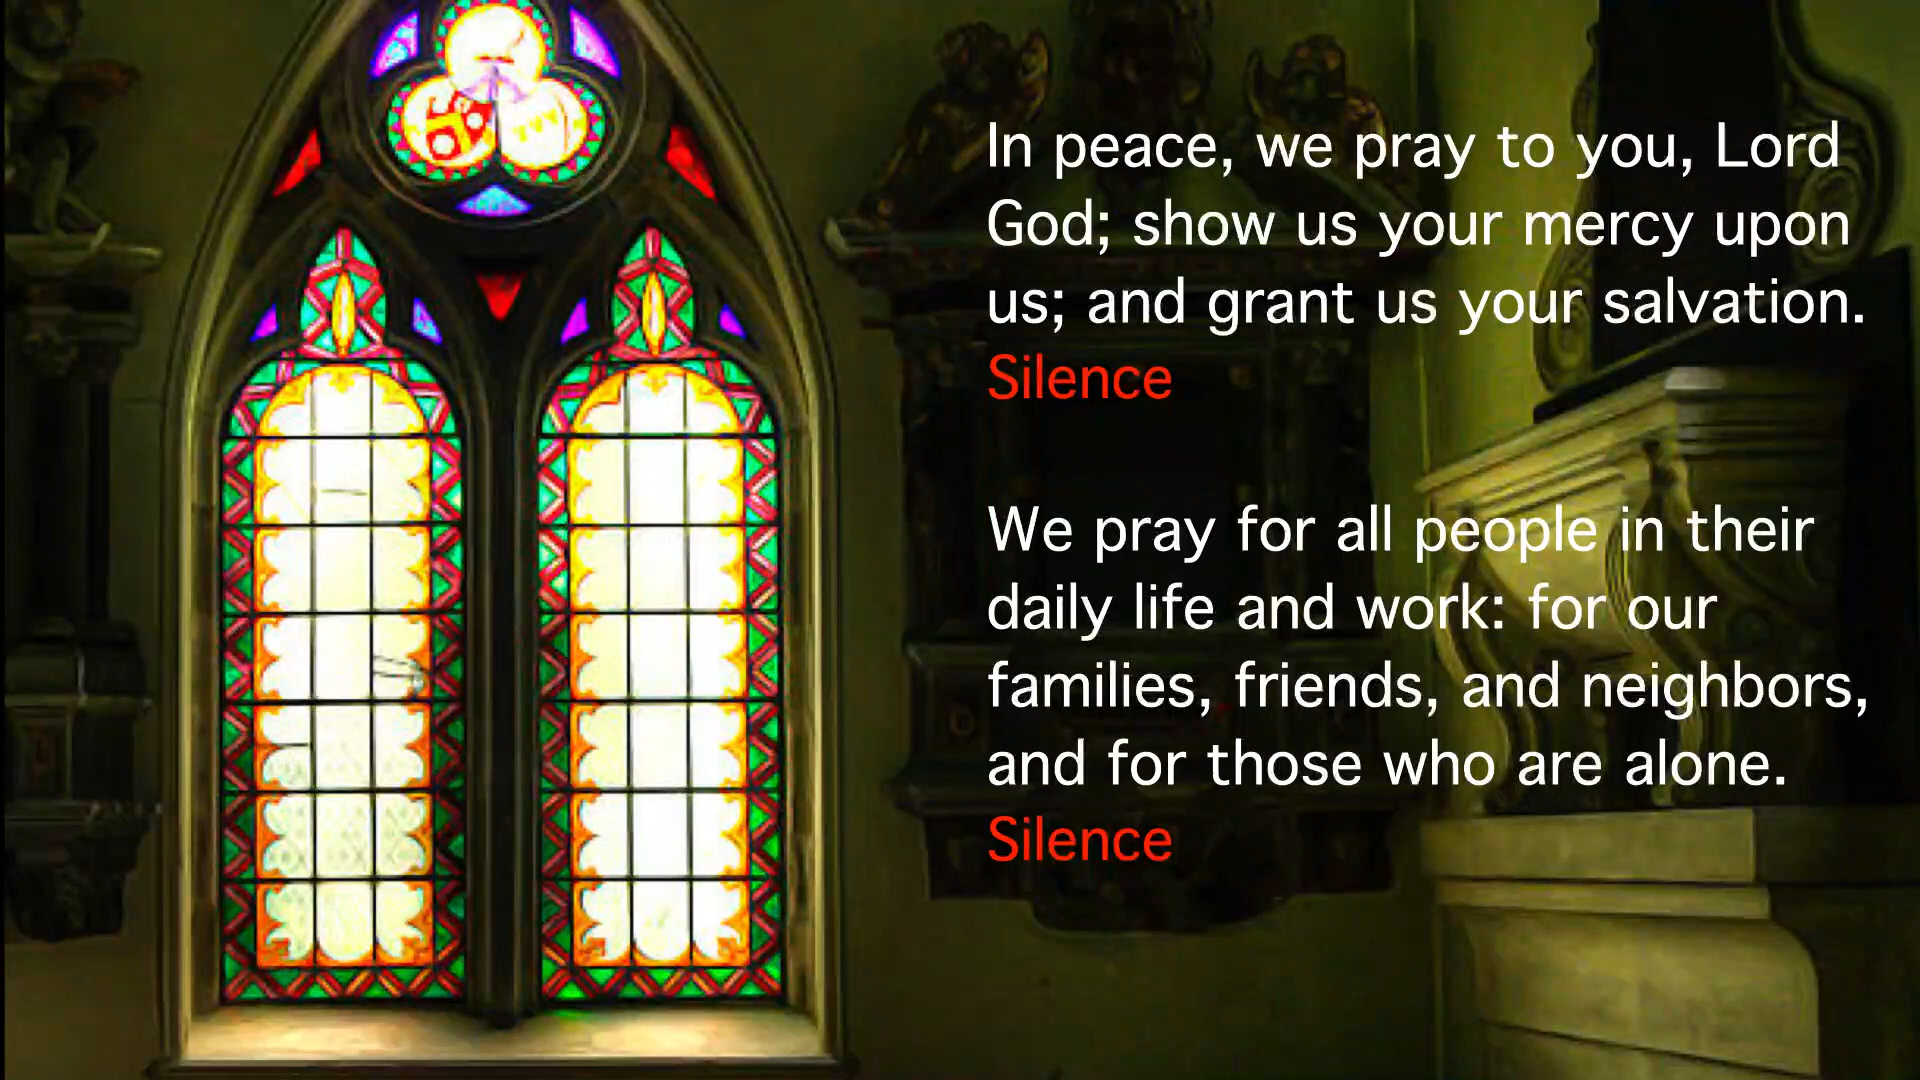 In peace, we pray to you, Lord
God; show us your mercy upon
us; and grant us your salvation.
Silence
We pray for all people in their
daily life and work: for our
families, friends, and neighbors,
and for those who are alone.
Silence